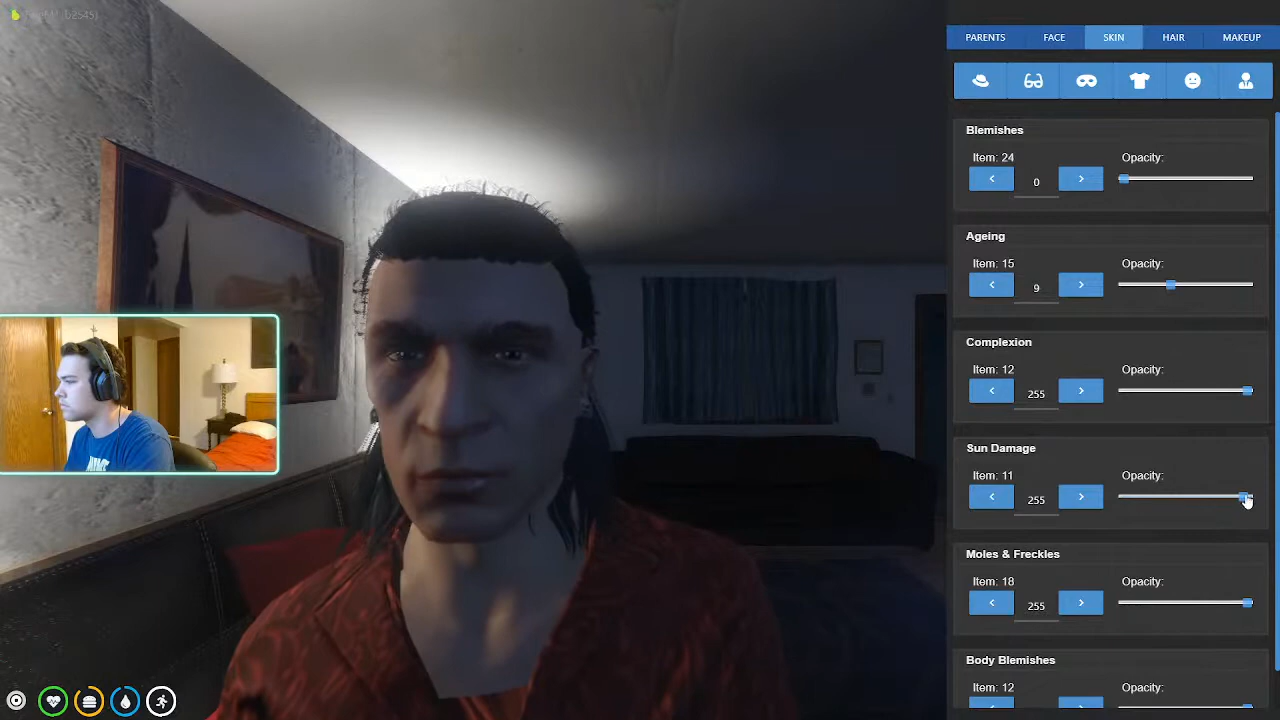 b2545)
PARENTS FACE SKIN HAIR MAKEUP
Blemishes
Item: 24 Opacity:
< 0 >
Ageing
Item: 15 Opacity:
< 9 >
Complexion
Item: 12 Opacity:
< 255 >
Sun Damage
Item: 11 Opacity:
< 255 >
Moles & Freckles
Item: 18 Opacity:
< 255 >
Body Blemishes
Item: 12 Opacity: